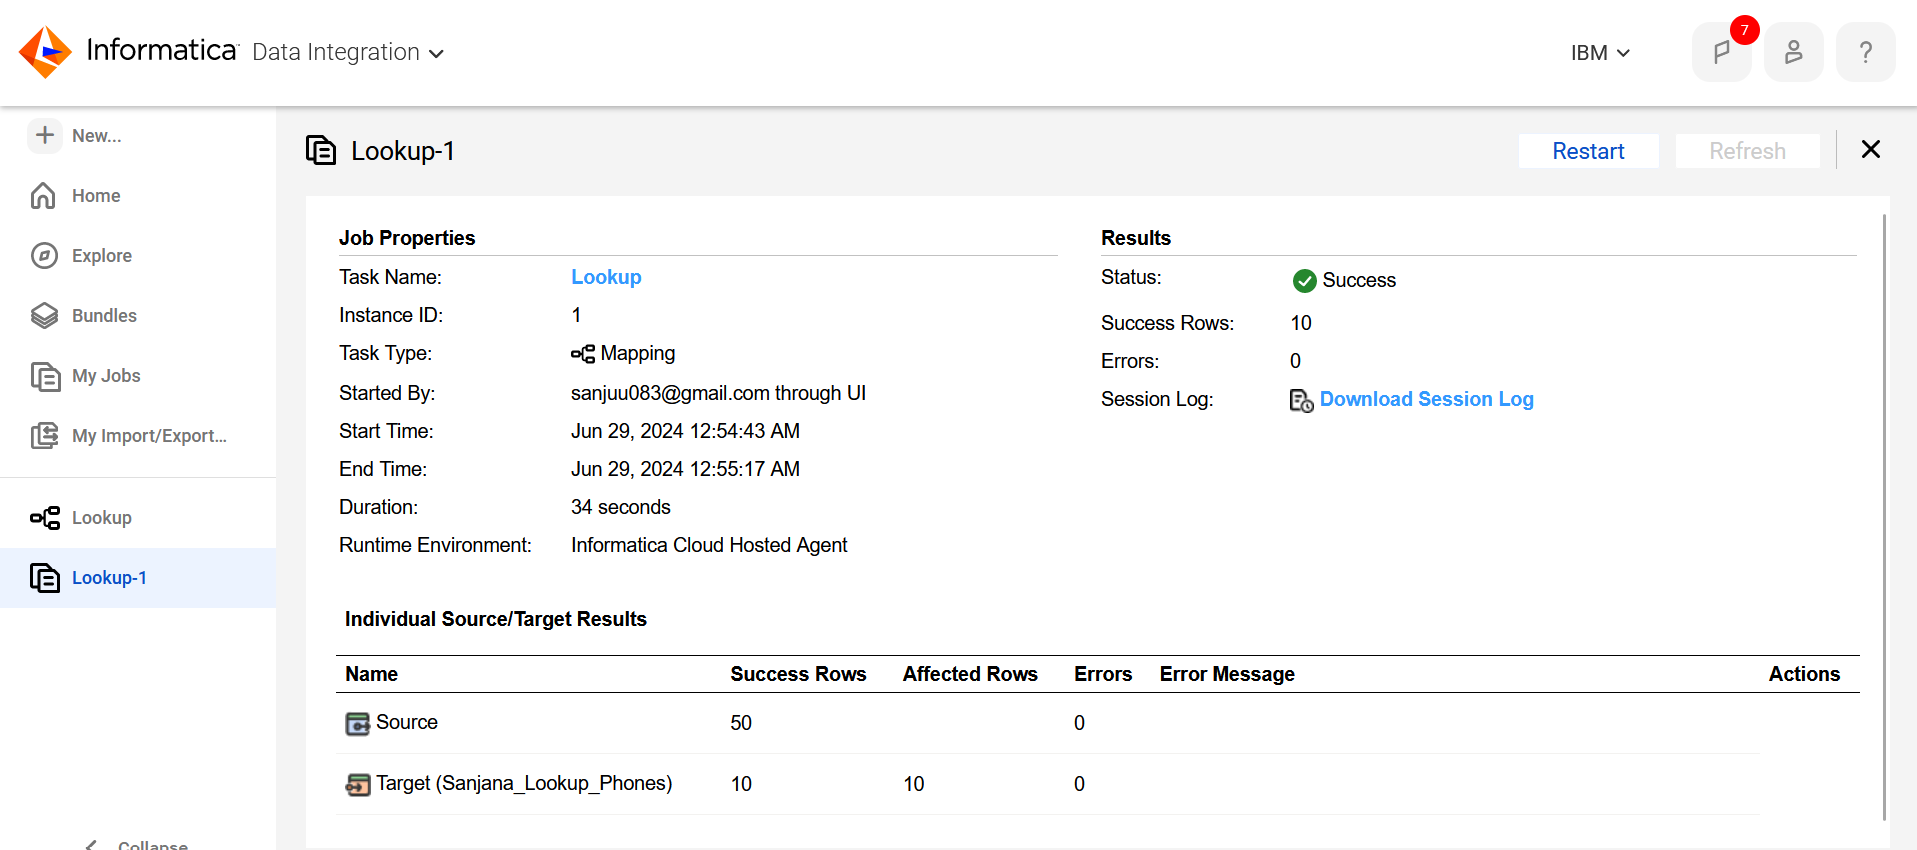 Informatica Data Integration
IBM
7
?
New...
Home
Explore
Bundles
My Jobs
My Import/Export...
Lookup
Lookup-1
Collapse
Lookup-1
Restart
Refresh
Job Properties
Task Name: Lookup
Instance ID: 1
Task Type: Mapping
Started By: sanjuu083@gmail.com through UI
Start Time: Jun 29, 2024 12:54:43 AM
End Time: Jun 29, 2024 12:55:17 AM
Duration: 34 seconds
Runtime Environment: Informatica Cloud Hosted Agent
Results
Status: Success
Success Rows: 10
Errors: 0
Session Log: Download Session Log
Individual Source/Target Results
Name Success Rows Affected Rows Errors Error Message Actions
Source 50 0
Target (Sanjana_Lookup_Phones) 10 10 0